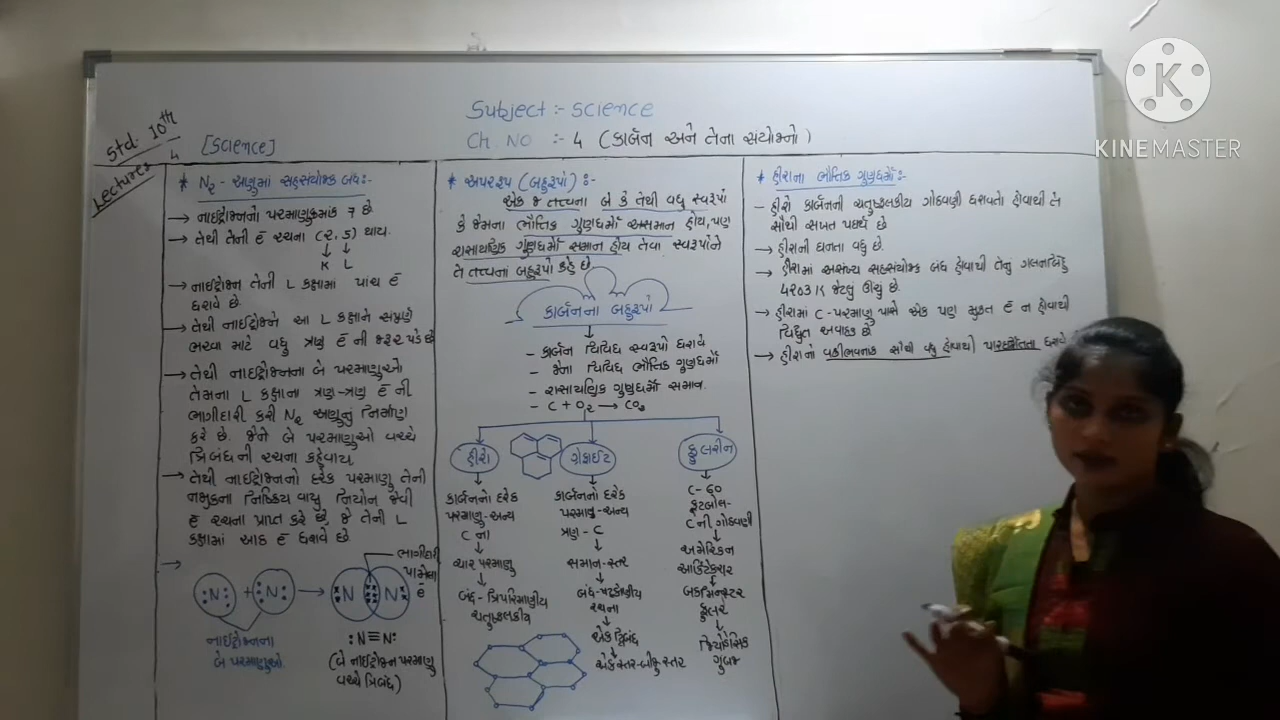 Subject :- Science
Ch. NO :- 4 ( કાર્બન અને તેના સંયોજનો )
Std. 10th
[Science]
Lecture:- 4
* N₂ - અણુમાં સહસંયોજક બંધ:-
→ નાઈટ્રોજનનો પરમાણુક્રમાંક 7 છે.
→ તેથી તેની ē રચના (2, 5) થાય.
↓ ↓
K L
→ નાઈટ્રોજન તેની L કક્ષામાં પાંચ ē
ધરાવે છે.
→ તેથી નાઈટ્રોજને આ L કક્ષાને સંપૂર્ણ
ભરવા માટે વધુ ત્રણ ē ની જરૂર પડે છે
→ તેથી નાઈટ્રોજનના બે પરમાણુઓ
તેમના L કક્ષાના ત્રણ-ત્રણ ē ની
ભાગીદારી કરી N₂ અણુનું નિર્માણ
કરે છે. જેને બે પરમાણુઓ વચ્ચે
ત્રિબંધની રચના કહેવાય.
→ તેથી નાઈટ્રોજનનો દરેક પરમાણુ તેની
નજીકના નિષ્ક્રિય વાયુ નિયોન જેવી
ē રચના પ્રાપ્ત કરે છે. જે તેની L
કક્ષામાં આઠ ē ધરાવે છે.
→
ભાગીદારી
પામેલા
ē
N + N → N N
:N≡N:
નાઈટ્રોજનના
બે પરમાણુઓ.
(બે નાઈટ્રોજન પરમાણુ
વચ્ચે ત્રિબંધ)
* અપરરૂપ (બહુરૂપો) :-
એક જ તત્ત્વના બે કે તેથી વધુ સ્વરૂપો
કે જેમના ભૌતિક ગુણધર્મો અસમાન હોય, પણ
રાસાયણિક ગુણધર્મો સમાન હોય તેવા સ્વરૂપોને
તે તત્ત્વનાં બહુરૂપો કહે છે.
કાર્બનના બહુરૂપો
- કાર્બન વિવિધ સ્વરૂપો ધરાવે
- જેના વિવિધ ભૌતિક ગુણધર્મો
- રાસાયણિક ગુણધર્મો સમાન.
- C + O₂ → CO₂
હીરો
ગ્રેફાઈટ
ફુલરીન
કાર્બનનો દરેક
પરમાણુ-અન્ય
C ના
↓
ચાર પરમાણુ
↓
બંધ-ત્રિપરિમાણીય
ચતુષ્ફલકીય
કાર્બનનો દરેક
પરમાણુ-અન્ય
ત્રણ - C
↓
સમાન-સ્તર
↓
બંધ-ષટ્કોણીય
રચના
↓
એક દ્વિબંધ
↓
એક સ્તર-બીજુ સ્તર
C-60
ફૂટબોલ-
C ની ગોઠવણી
↓
અમેરિકન
આર્કિટેક્ચર
↓
બકમિન્સ્ટર
ફુલર
↓
જિયોડેસિક
ગુંબજ
* હીરાના ભૌતિક ગુણધર્મો:-
- હીરો કાર્બનની ચતુષ્ફલકીય ગોઠવણી ધરાવતો હોવાથી તે
સૌથી સખત પદાર્થ છે
→ હીરાની ઘનતા વધુ છે.
→ હીરામાં અસંખ્ય સહસંયોજક બંધ હોવાથી તેનું ગલનબિંદુ
4203 K જેટલુ ઊંચુ છે.
→ હીરામાં C-પરમાણુ પાસે એક પણ મુક્ત ē ન હોવાથી
વિદ્યુત અવાહક છે
→ હીરાનો વક્રીભવનાંક સૌથી વધુ હોવાથી પારદર્શકતા ધરાવે
KINEMASTER